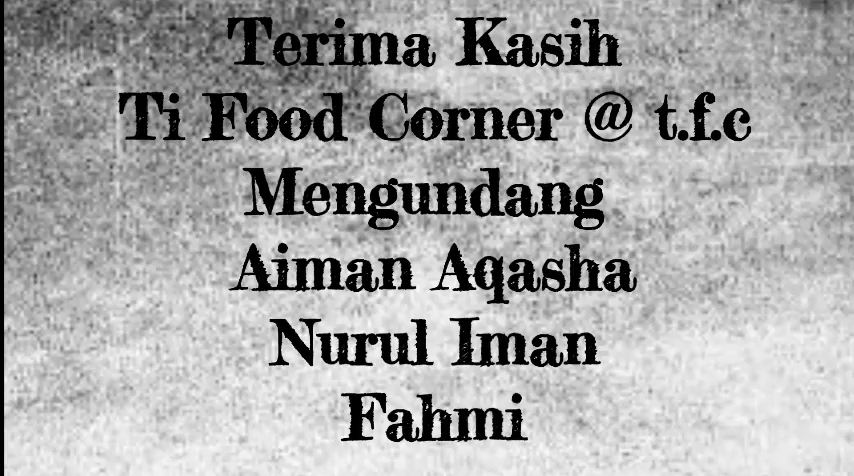 Terima Kasih
Ti Food Corner @ t.f.c
Mengundang
Aiman Aqasha
Nurul Iman
Fahmi